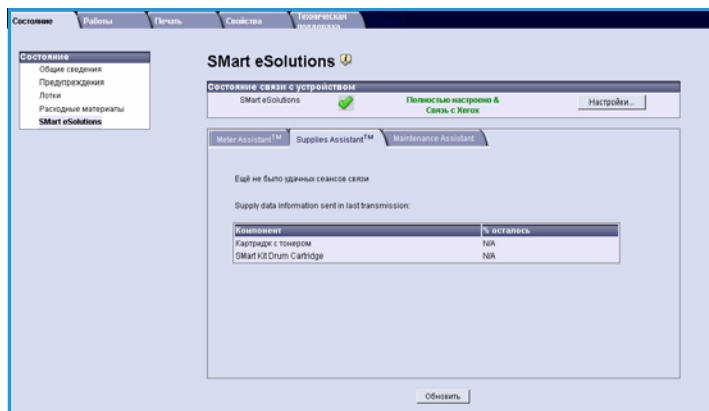 Состояние Работы Печать Свойства Техническая поддержка
Состояние
Общие сведения
Предупреждения
Лотки
Расходные материалы
SMart eSolutions
SMart eSolutions
Состояние связи с устройством
SMart eSolutions Полностью настроено & Связь с Xerox Настройки...
Meter Assistant™ Supplies Assistant™ Maintenance Assistant
Ещё не было удачных сеансов связи
Supply data information sent in last transmission:
Компонент % осталось
Картридж с тонером N/A
SMart Kit Drum Cartridge N/A
Обновить